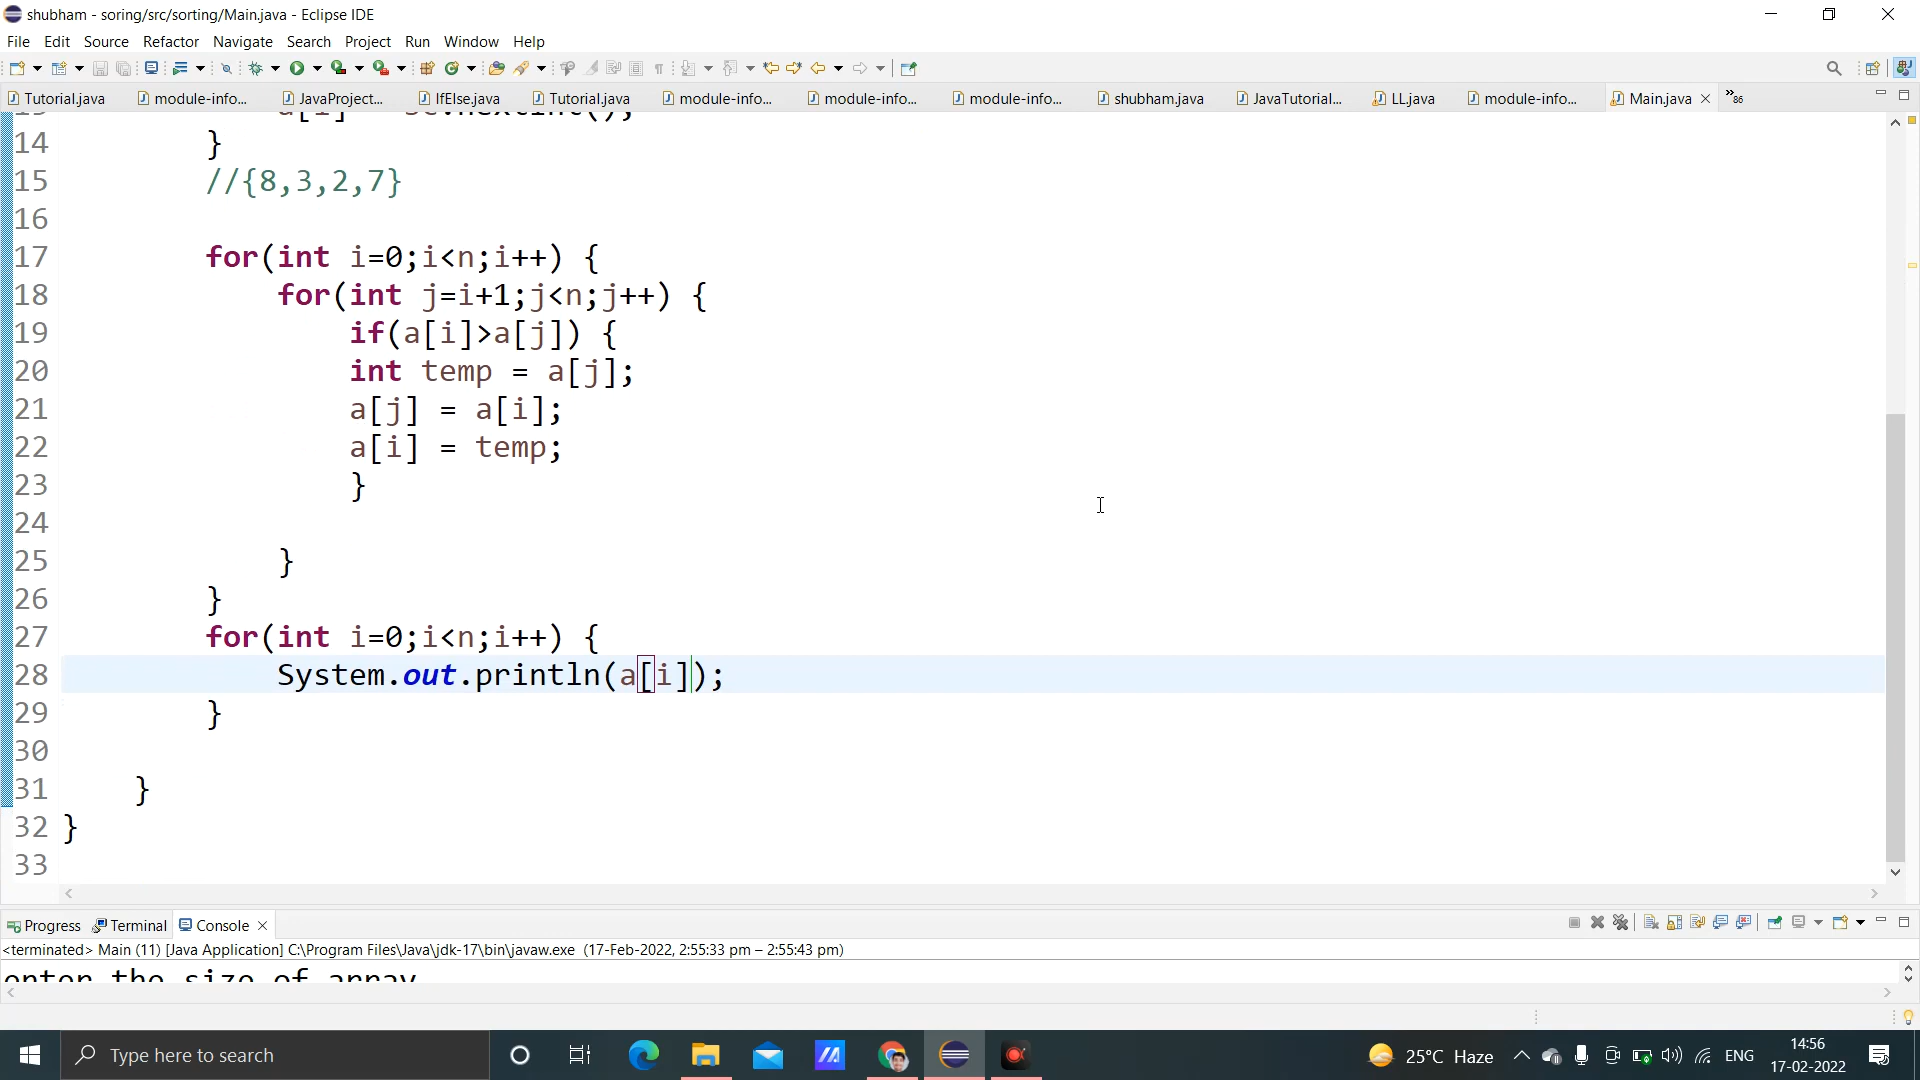 shubham - soring/src/sorting/Main.java - Eclipse IDE
File Edit Source Refactor Navigate Search Project Run Window Help
Tutorial.java module-info... JavaProject... IfElse.java Tutorial.java module-info... module-info... module-info... shubham.java JavaTutorial... LL.java module-info... Main.java »86
14 }
15 //{8,3,2,7}
16
17 for(int i=0;i<n;i++) {
18 for(int j=i+1;j<n;j++) {
19 if(a[i]>a[j]) {
20 int temp = a[j];
21 a[j] = a[i];
22 a[i] = temp;
23 }
24
25 }
26 }
27 for(int i=0;i<n;i++) {
28 System.out.println(a[i]);
29 }
30
31 }
32 }
33
Progress Terminal Console
<terminated> Main (11) [Java Application] C:\Program Files\Java\jdk-17\bin\javaw.exe (17-Feb-2022, 2:55:33 pm – 2:55:43 pm)
enter the size of array
Type here to search
25°C Haze
ENG
14:56
17-02-2022